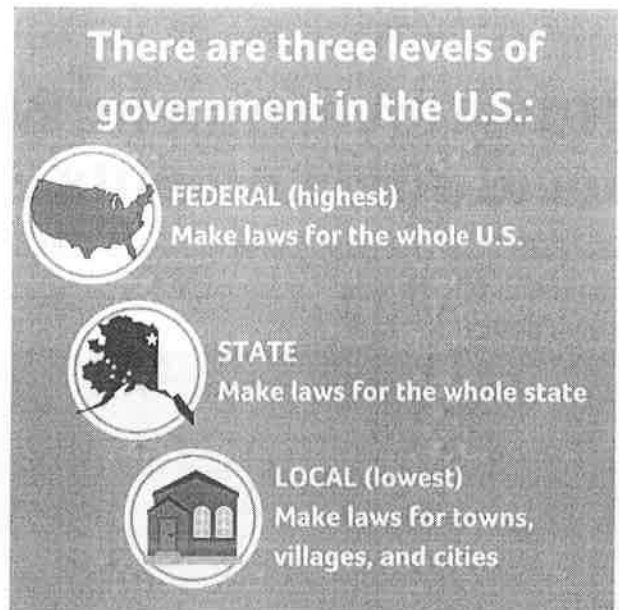 There are three levels of
government in the U.S.:
FEDERAL (highest)
Make laws for the whole U.S.
STATE
Make laws for the whole state
LOCAL (lowest)
Make laws for towns,
villages, and cities